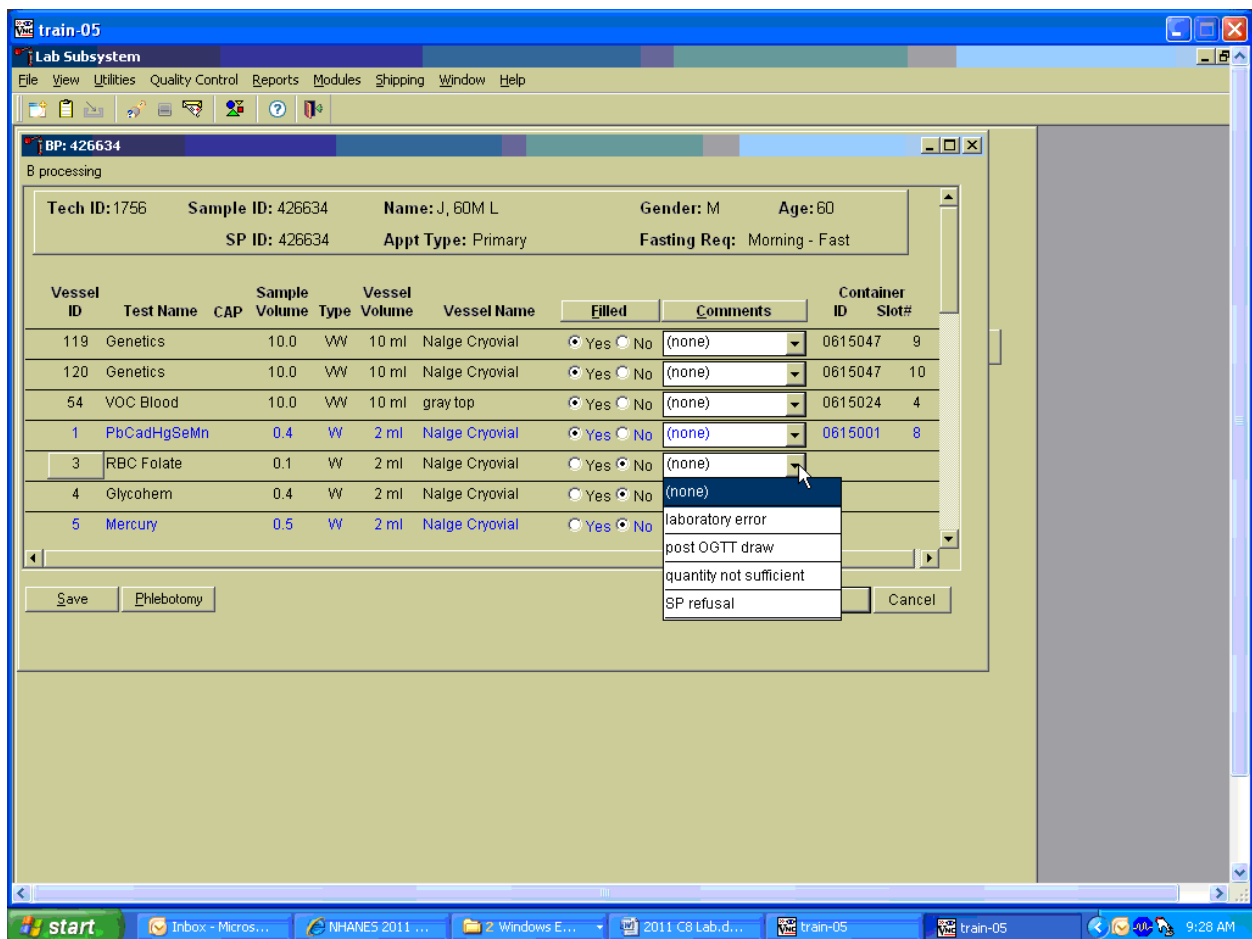 train-05
Lab Subsystem
File View Utilities Quality Control Reports Modules Shipping Window Help
BP: 426634
B processing
Tech ID: 1756 Sample ID: 426634 Name: J, 60M L Gender: M Age: 60
SP ID: 426634 Appt Type: Primary Fasting Req: Morning - Fast
Vessel Sample Vessel Container
ID Test Name CAP Volume Type Volume Vessel Name Filled Comments ID Slot#
119 Genetics 10.0 VW 10 ml Nalge Cryovial Yes No (none) 0615047 9
120 Genetics 10.0 VW 10 ml Nalge Cryovial Yes No (none) 0615047 10
54 VOC Blood 10.0 VW 10 ml gray top Yes No (none) 0615024 4
1 PbCadHgSeMn 0.4 W 2 ml Nalge Cryovial Yes No (none) 0615001 8
3 RBC Folate 0.1 W 2 ml Nalge Cryovial Yes No (none)
4 Glycohem 0.4 W 2 ml Nalge Cryovial Yes No (none)
5 Mercury 0.5 W 2 ml Nalge Cryovial Yes No laboratory error
post OGTT draw
quantity not sufficient
Save Phlebotomy SP refusal Cancel
start Inbox - Micros... NHANES 2011 ... 2 Windows E... 2011 C8 Lab.d... train-05 train-05 9:28 AM